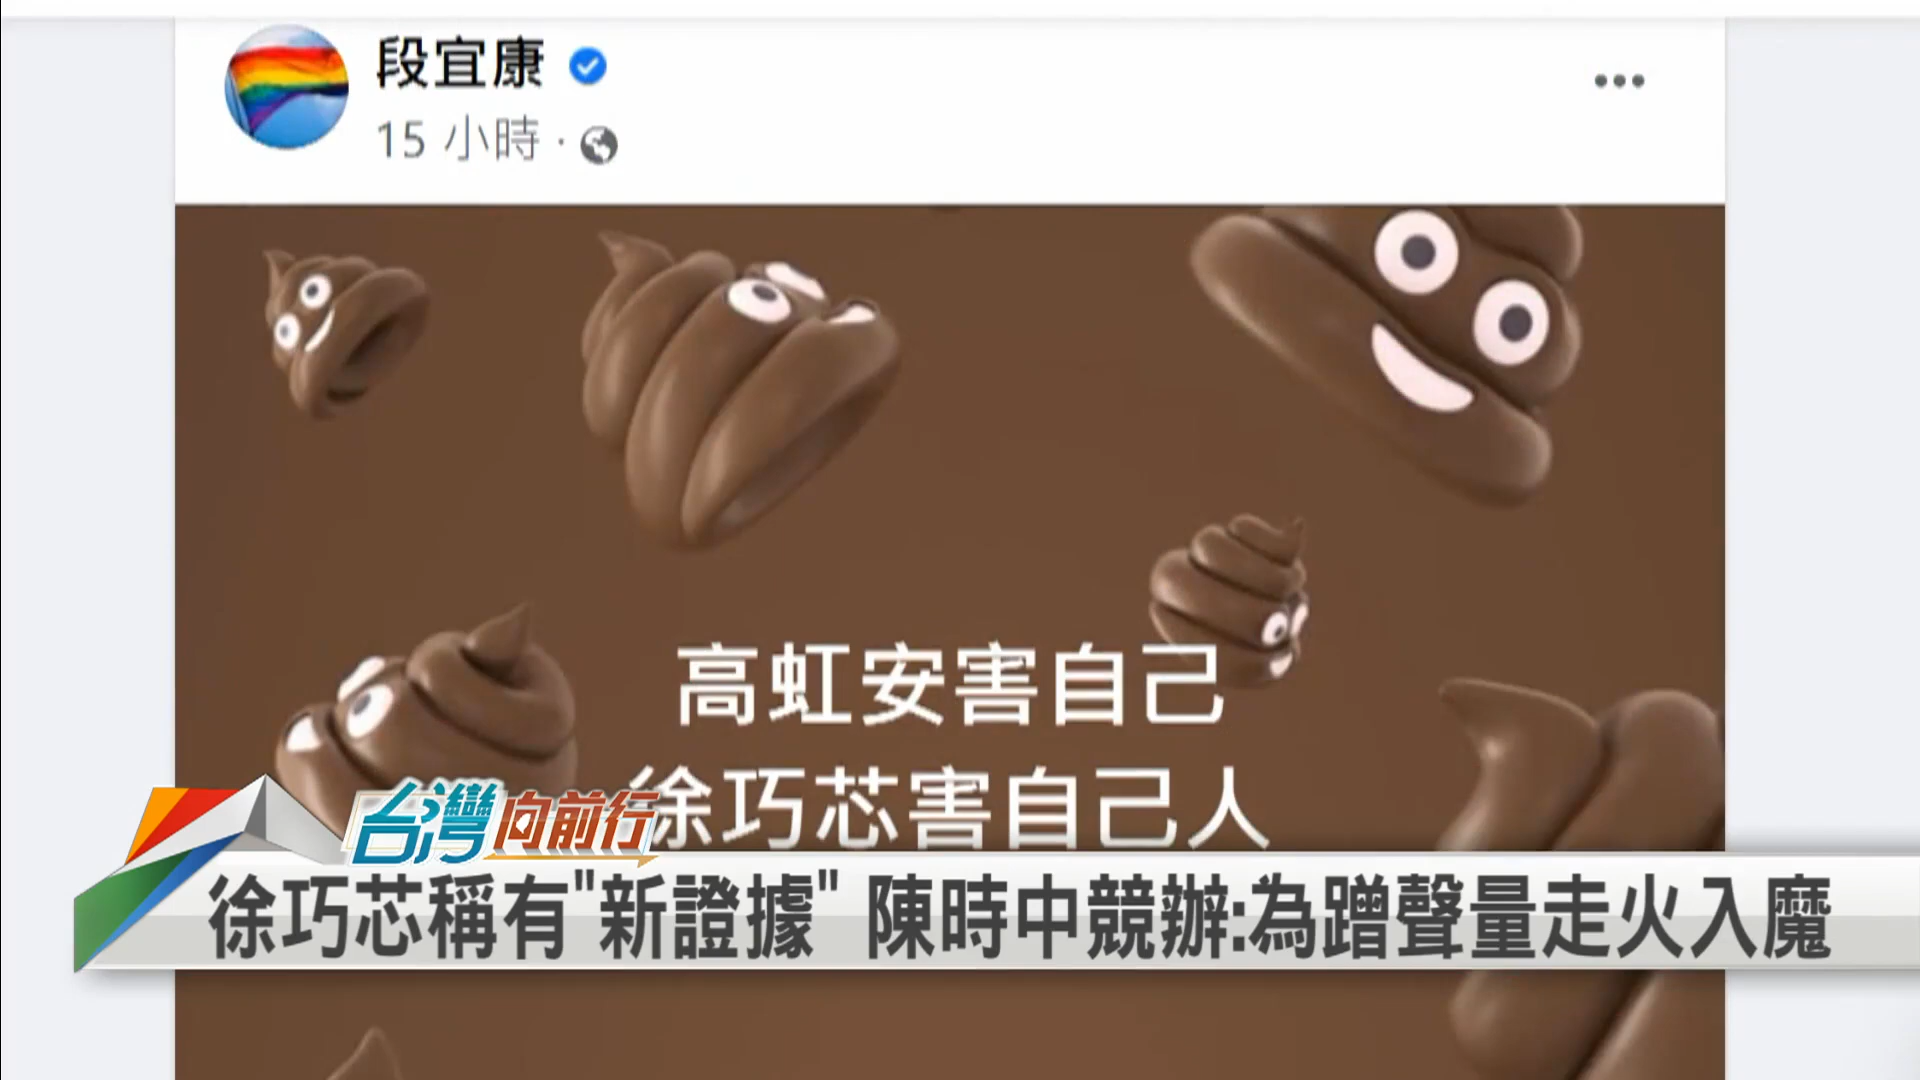 段宜康
15 小時 ·
高虹安害自己
徐巧芯害自己人
台灣向前行
徐巧芯稱有"新證據" 陳時中競辦:為蹭聲量走火入魔